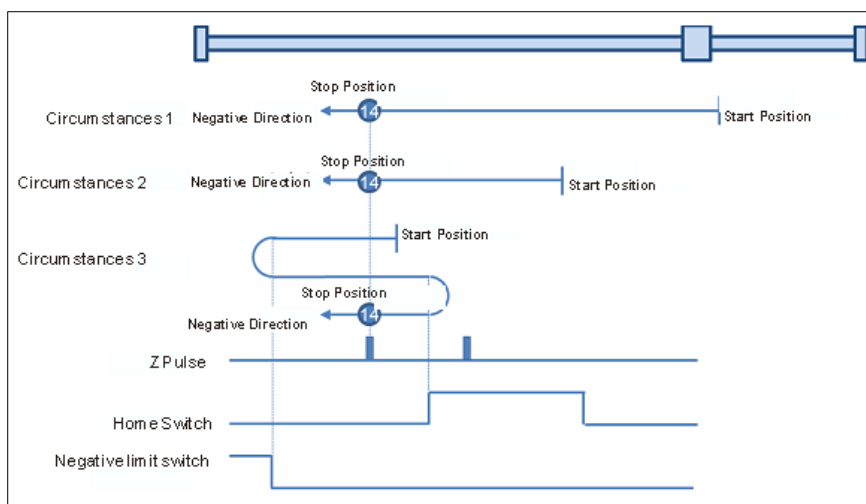 Stop Position
Circumstances 1
Negative Direction
14
Start Position
Stop Position
Circumstances 2
Negative Direction
14
Start Position
Start Position
Circumstances 3
Stop Position
14
Negative Direction
Z Pulse
Home Switch
Negative limit switch